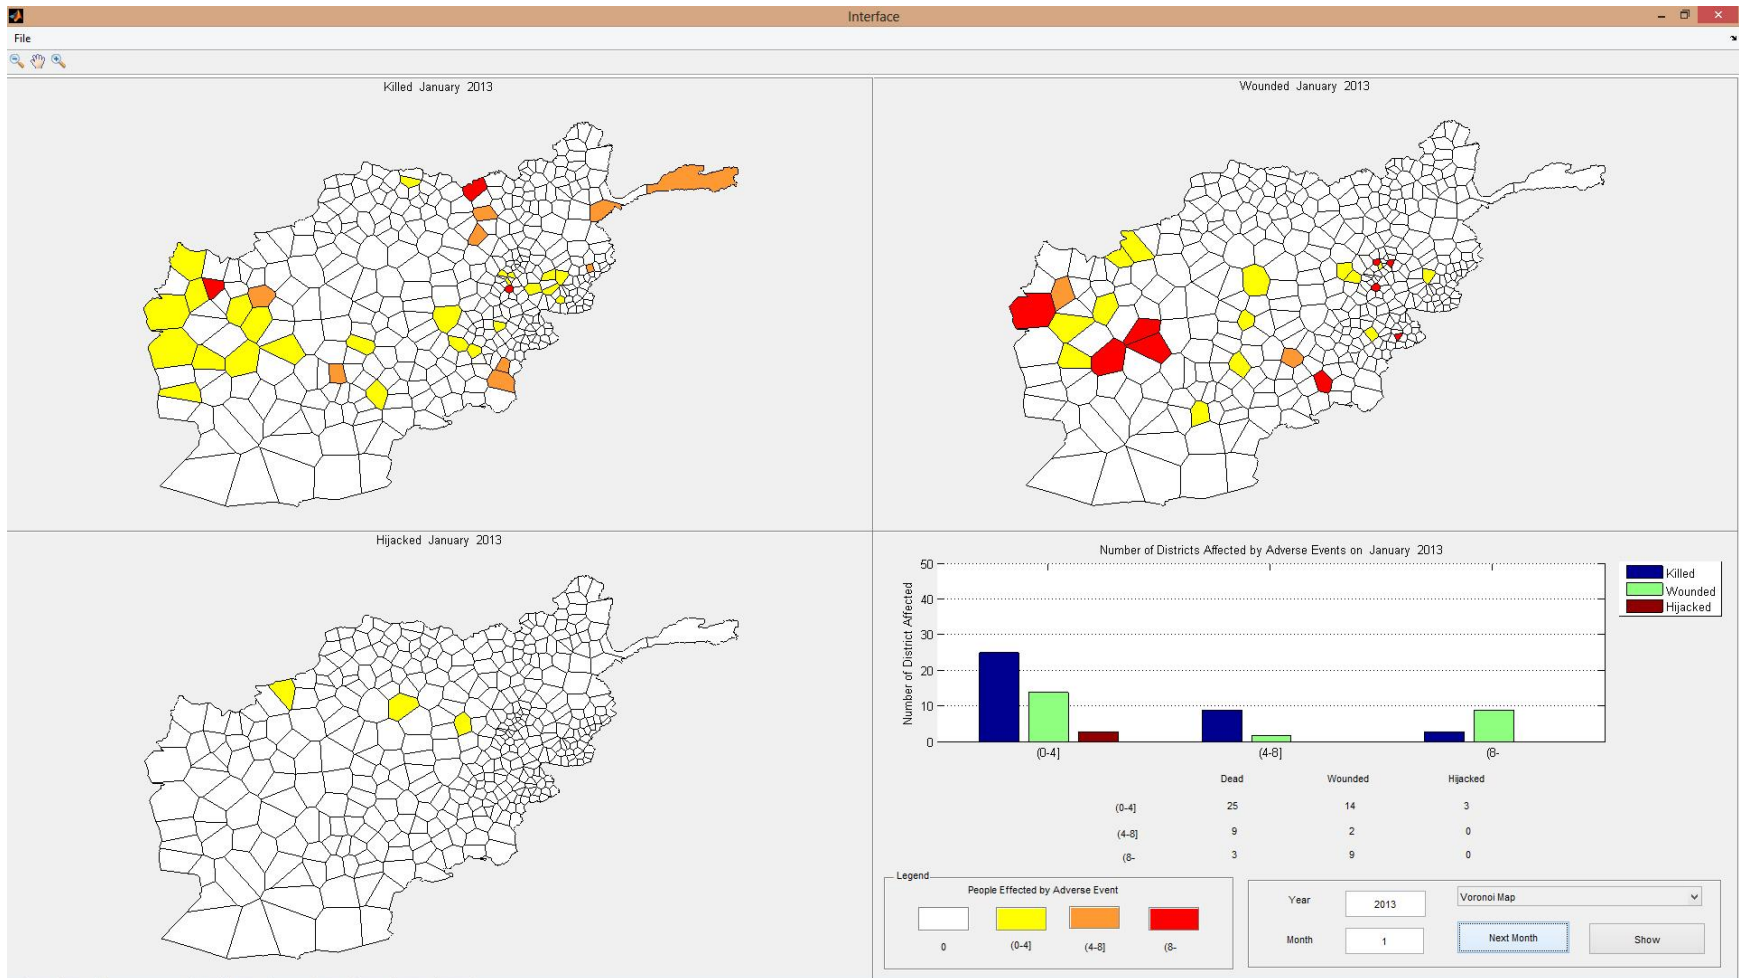 Interface
File
Killed January 2013
Wounded January 2013
Hijacked January 2013
Number of Districts Affected by Adverse Events on January 2013
Number of District Affected
50
40
30
20
10
0
(0-4]
(4-8]
(8-
Killed
Wounded
Hijacked
Dead Wounded Hijacked
(0-4] 25 14 3
(4-8] 9 2 0
(8- 3 9 0
Legend
People Effected by Adverse Event
0 (0-4] (4-8] (8-
Year 2013 Voronoi Map
Month 1 Next Month Show